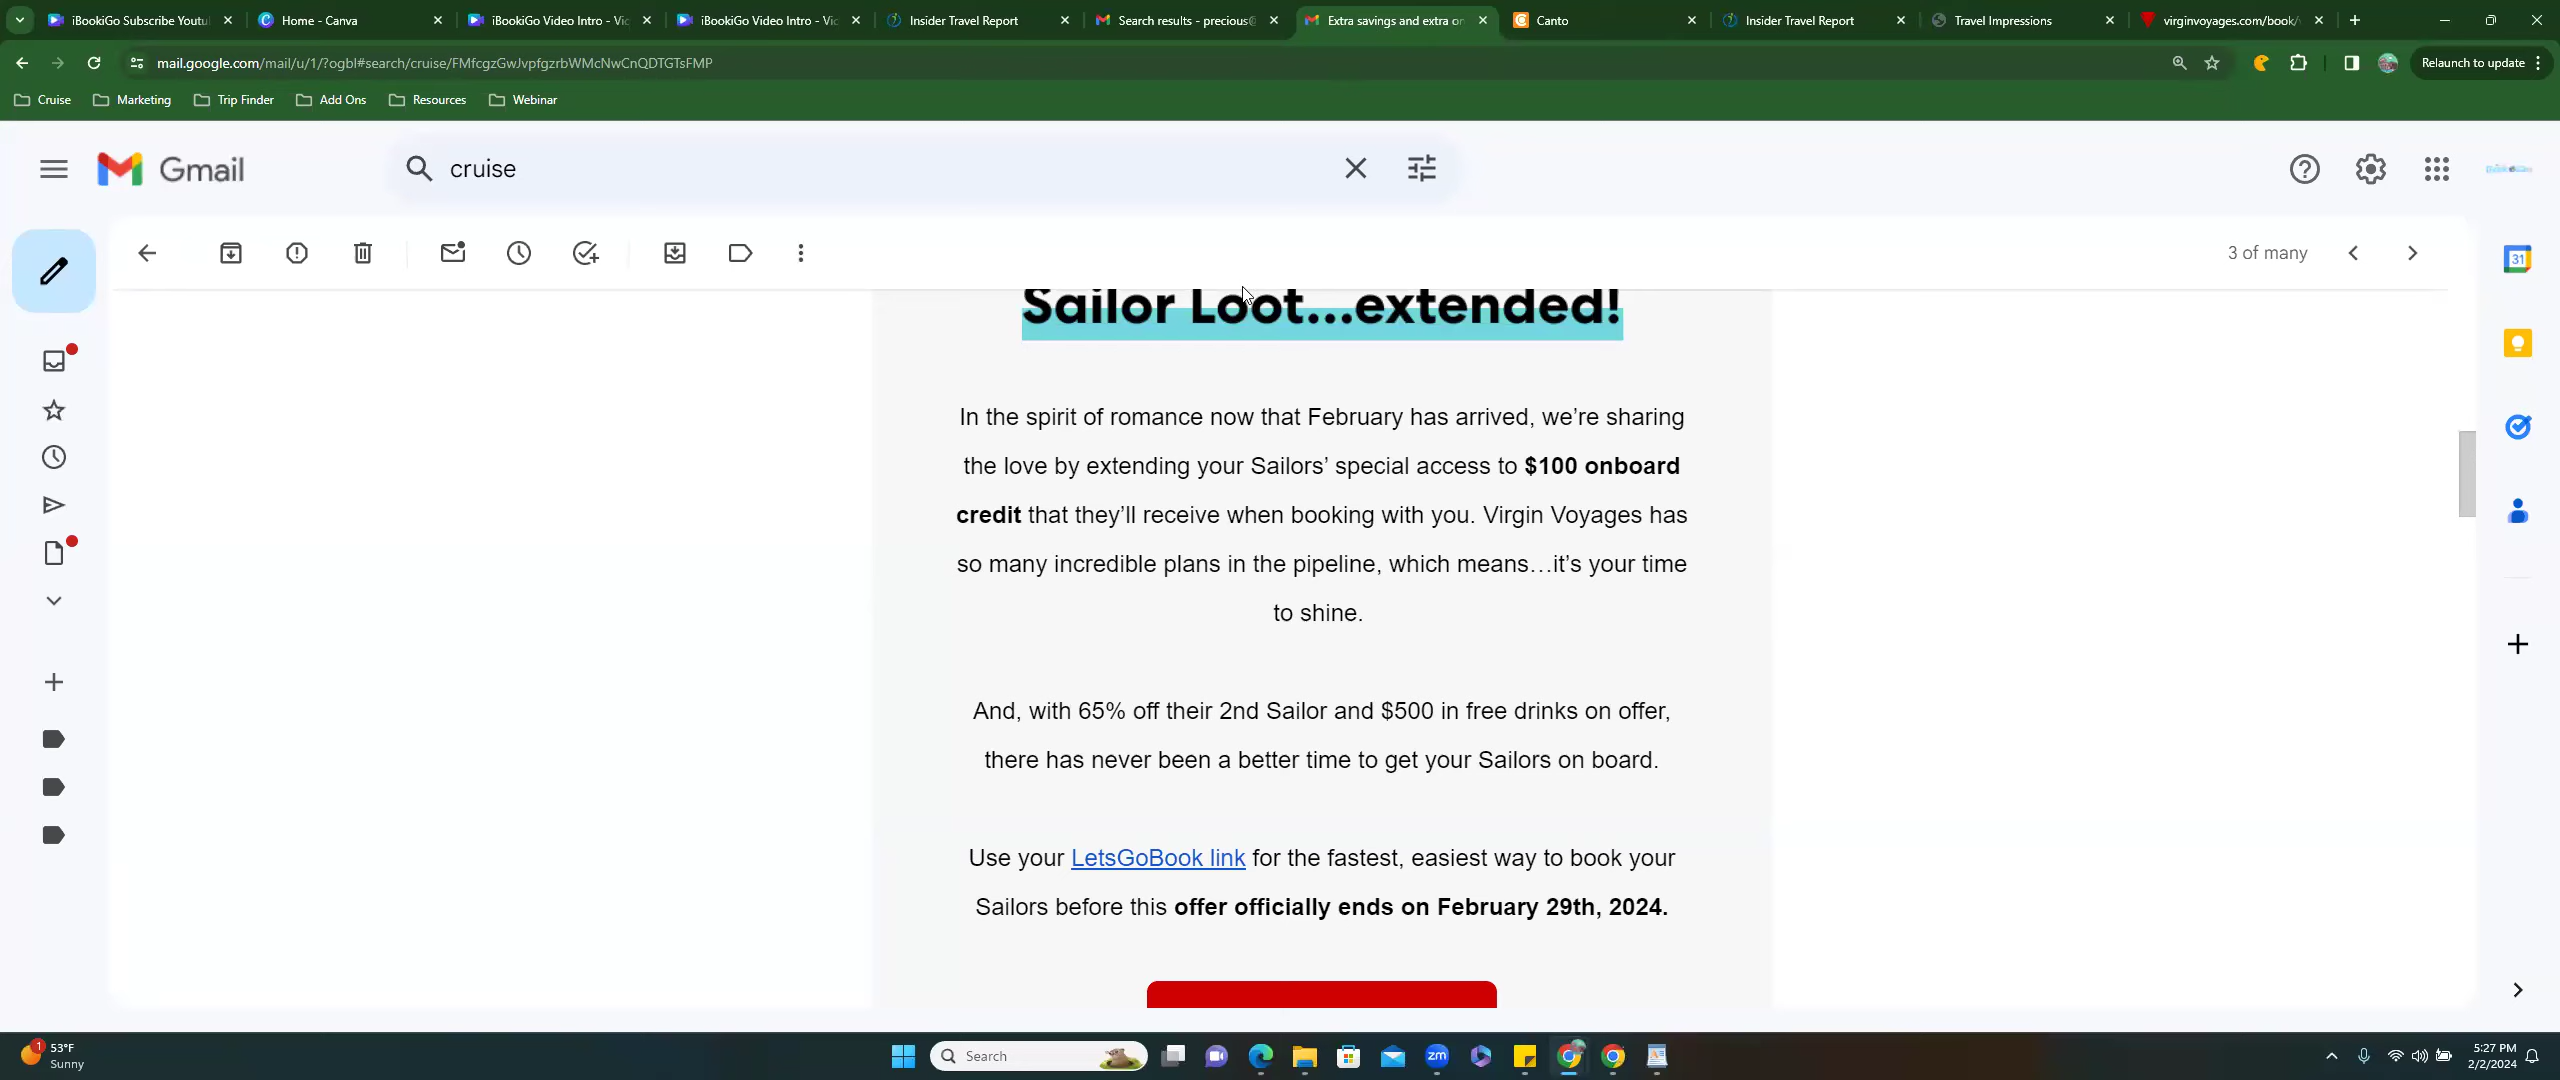 iBookiGo Subscribe Youtu
Home - Canva
iBookiGo Video Intro - Vic
iBookiGo Video Intro - Vic
Insider Travel Report
Search results - precious@
Extra savings and extra on
Canto
Insider Travel Report
Travel Impressions
virginvoyages.com/book/
mail.google.com/mail/u/1/?ogbl#search/cruise/FMfcgzGwJvpfgzrbWMcNwCnQDTGTsFMP
Relaunch to update
Cruise
Marketing
Trip Finder
Add Ons
Resources
Webinar
Gmail
cruise
3 of many
31
Sailor Loot...extended!
In the spirit of romance now that February has arrived, we’re sharing
the love by extending your Sailors’ special access to $100 onboard
credit that they’ll receive when booking with you. Virgin Voyages has
so many incredible plans in the pipeline, which means…it’s your time
to shine.
And, with 65% off their 2nd Sailor and $500 in free drinks on offer,
there has never been a better time to get your Sailors on board.
Use your LetsGoBook link for the fastest, easiest way to book your
Sailors before this offer officially ends on February 29th, 2024.
1
53°F
Sunny
Search
zm
5:27 PM
2/2/2024